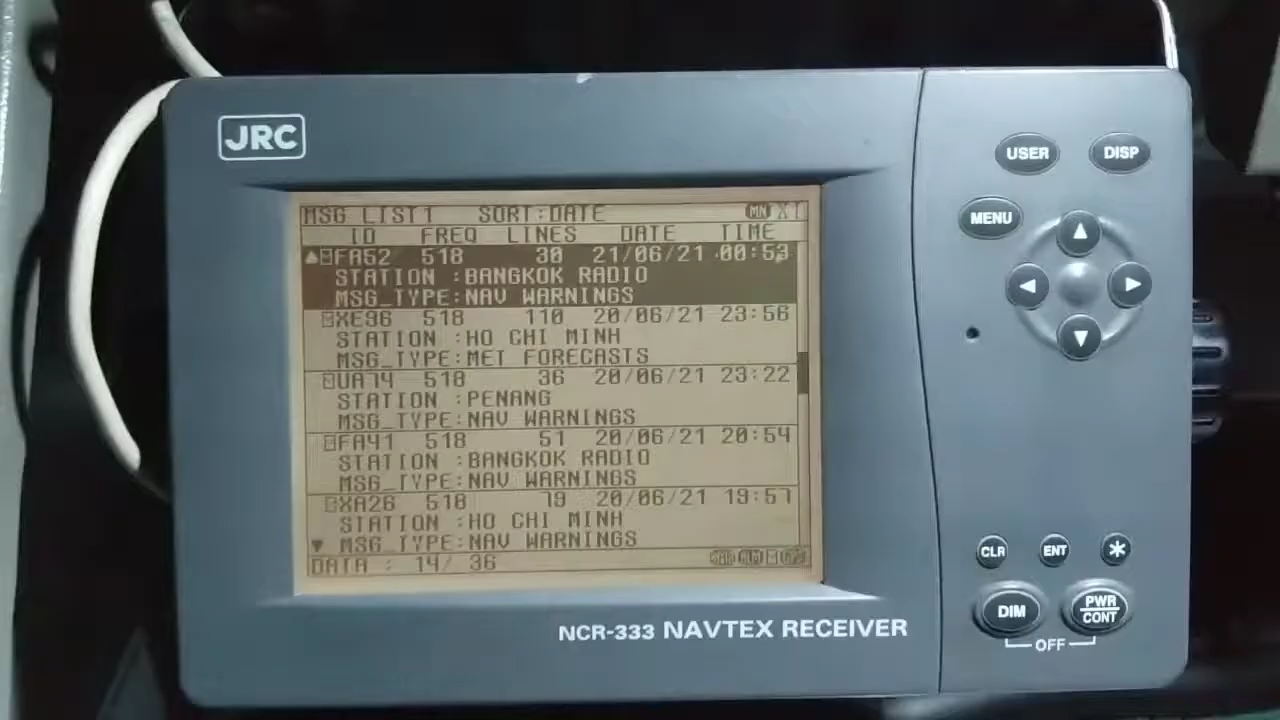 JRC
USER
DISP
MENU
MSG LIST1 SORT:DATE MN
ID FREQ LINES DATE TIME
FA52 518 30 21/06/21 00:53
STATION :BANGKOK RADIO
MSG_TYPE:NAV WARNINGS
XE96 518 110 20/06/21 23:56
STATION :HO CHI MINH
MSG_TYPE:MET FORECASTS
UA74 518 36 20/06/21 23:22
STATION :PENANG
MSG_TYPE:NAV WARNINGS
FA41 518 51 20/06/21 20:54
STATION :BANGKOK RADIO
MSG_TYPE:NAV WARNINGS
XA26 518 79 20/06/21 19:57
STATION :HO CHI MINH
MSG_TYPE:NAV WARNINGS
DATA : 14/ 36
CLR
ENT
*
DIM
PWR
CONT
OFF
NCR-333 NAVTEX RECEIVER